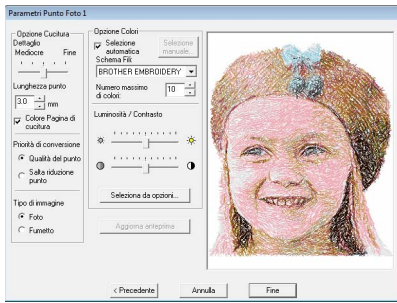 Parametri Punto Foto 1
Opzione Cucitura
Dettaglio
Mediocre Fine
Lunghezza punto
3.0 mm
Colore Pagina di
cucitura
Priorità di conversione
Qualità del punto
Salta riduzione
punto
Tipo di immagine
Foto
Fumetto
Opzione Colori
Selezione
automatica
Selezione
manuale...
Schema Fili:
BROTHER EMBROIDERY
Numero massimo
di colori:
10
Luminosità / Contrasto
Seleziona da opzioni...
Aggiorna anteprima
< Precedente
Annulla
Fine